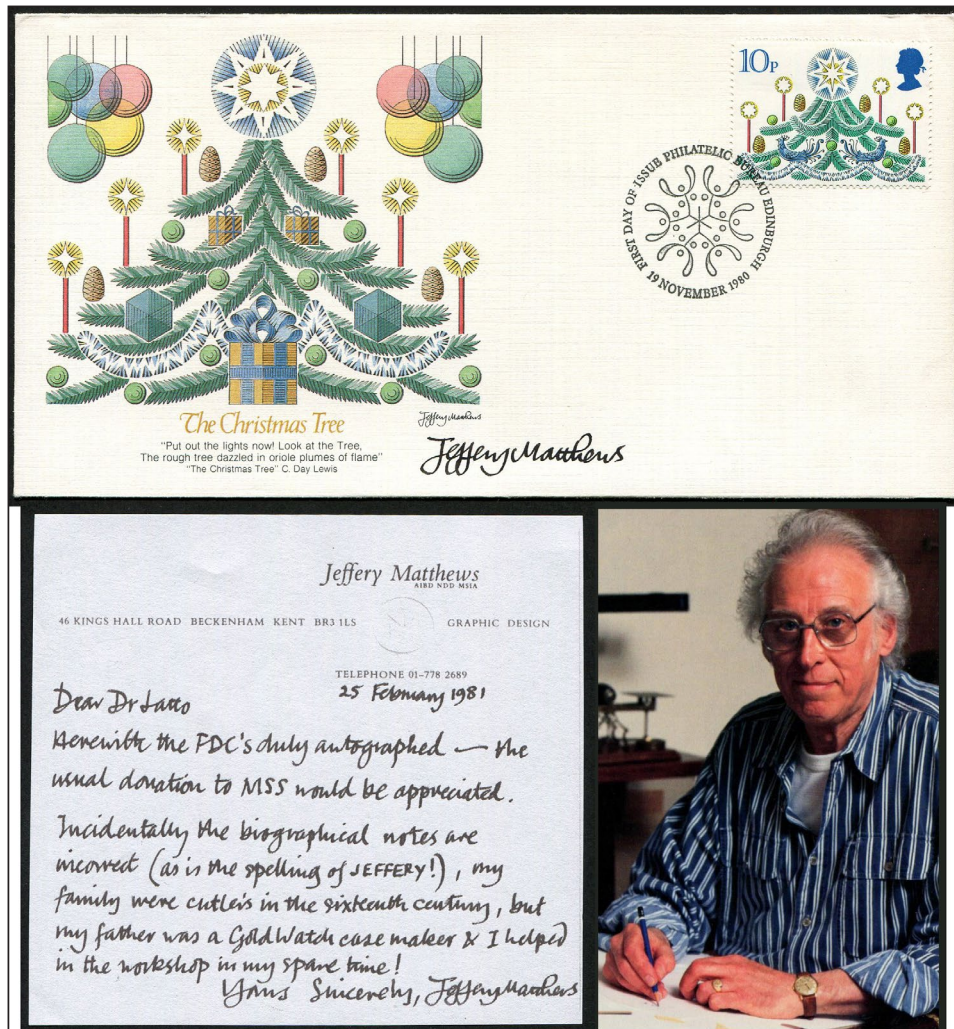 10P
FIRST DAY OF ISSUE PHILATELIC BUREAU EDINBURGH
19 NOVEMBER 1980
The Christmas Tree
Jeffery Matthews
"Put out the lights now! Look at the Tree,
The rough tree dazzled in oriole plumes of flame"
"The Christmas Tree" C. Day Lewis
Jeffery Matthews
Jeffery Matthews
AIBD NDD MSIA
46 KINGS HALL ROAD BECKENHAM KENT BR3 1LS
GRAPHIC DESIGN
TELEPHONE 01-778 2689
25 February 1981
Dear Dr Latto
Herewith the FDC's duly autographed — the
usual donation to MSS would be appreciated.
Incidentally the biographical notes are
incorrect (as is the spelling of JEFFERY!), my
family were cutlers in the sixteenth century, but
my father was a Gold Watch case maker & I helped
in the workshop in my spare time!
Yours Sincerely, Jeffery Matthews